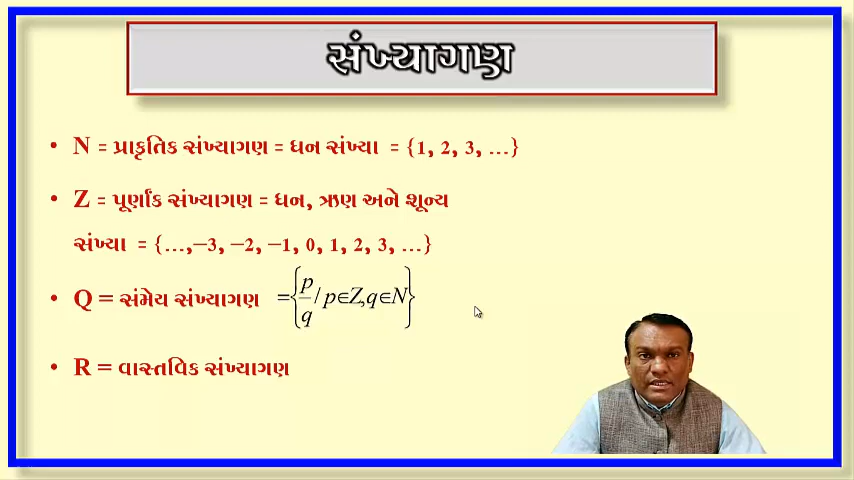 સંખ્યાગણ
• N = પ્રાકૃતિક સંખ્યાગણ = ધન સંખ્યા = {1, 2, 3, ...}
• Z = પૂર્ણાંક સંખ્યાગણ = ધન, ઋણ અને શૂન્ય
સંખ્યા = {...,−3, −2, −1, 0, 1, 2, 3, ...}
• Q = સંમેય સંખ્યાગણ = {p/q / p∈Z, q∈N}
• R = વાસ્તવિક સંખ્યાગણ